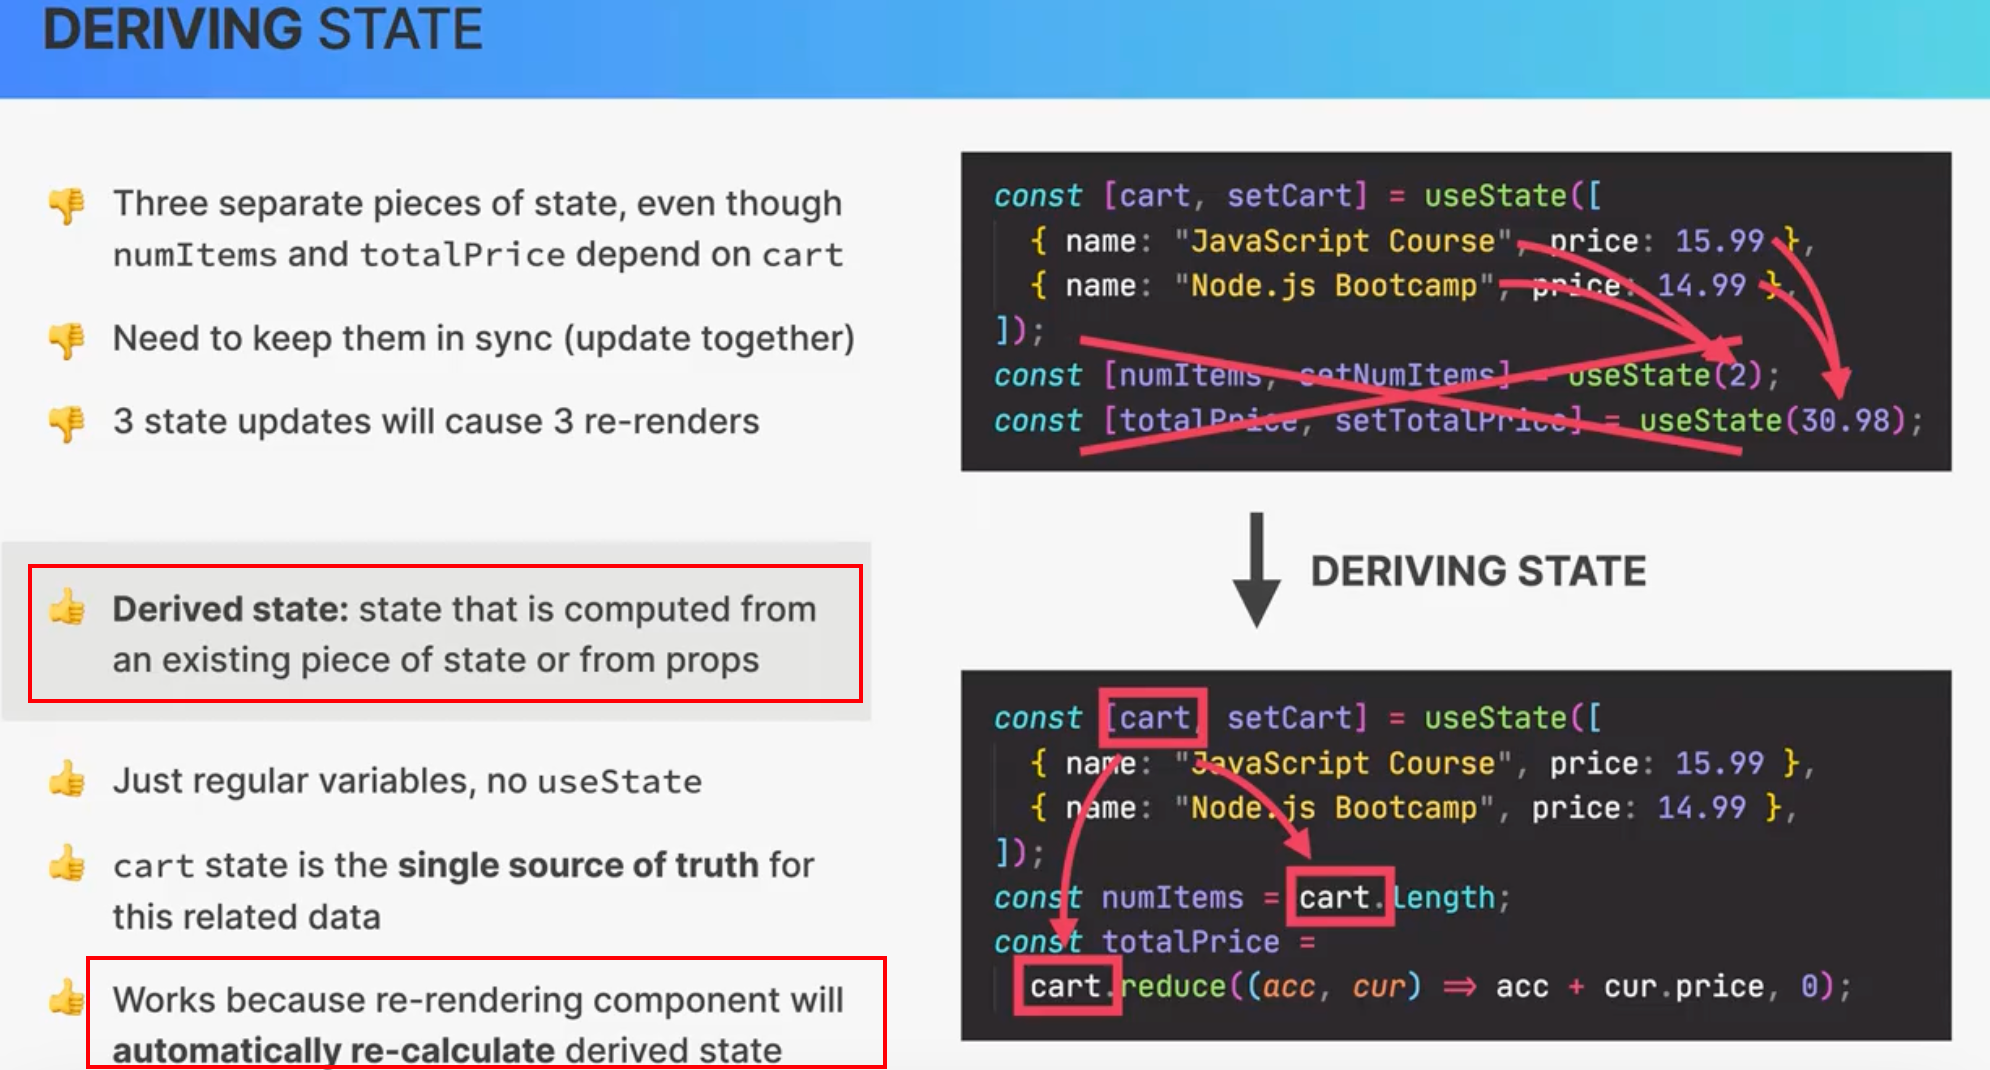 DERIVING STATE
👎 Three separate pieces of state, even though
numItems and totalPrice depend on cart
👎 Need to keep them in sync (update together)
👎 3 state updates will cause 3 re-renders
👍 Derived state: state that is computed from
an existing piece of state or from props
👍 Just regular variables, no useState
👍 cart state is the single source of truth for
this related data
👍 Works because re-rendering component will
automatically re-calculate derived state
const [cart, setCart] = useState([
{ name: "JavaScript Course", price: 15.99 },
{ name: "Node.js Bootcamp", price: 14.99 },
]);
const [numItems, setNumItems] = useState(2);
const [totalPrice, setTotalPrice] = useState(30.98);
DERIVING STATE
const [cart, setCart] = useState([
{ name: "JavaScript Course", price: 15.99 },
{ name: "Node.js Bootcamp", price: 14.99 },
]);
const numItems = cart.length;
const totalPrice =
cart.reduce((acc, cur) => acc + cur.price, 0);